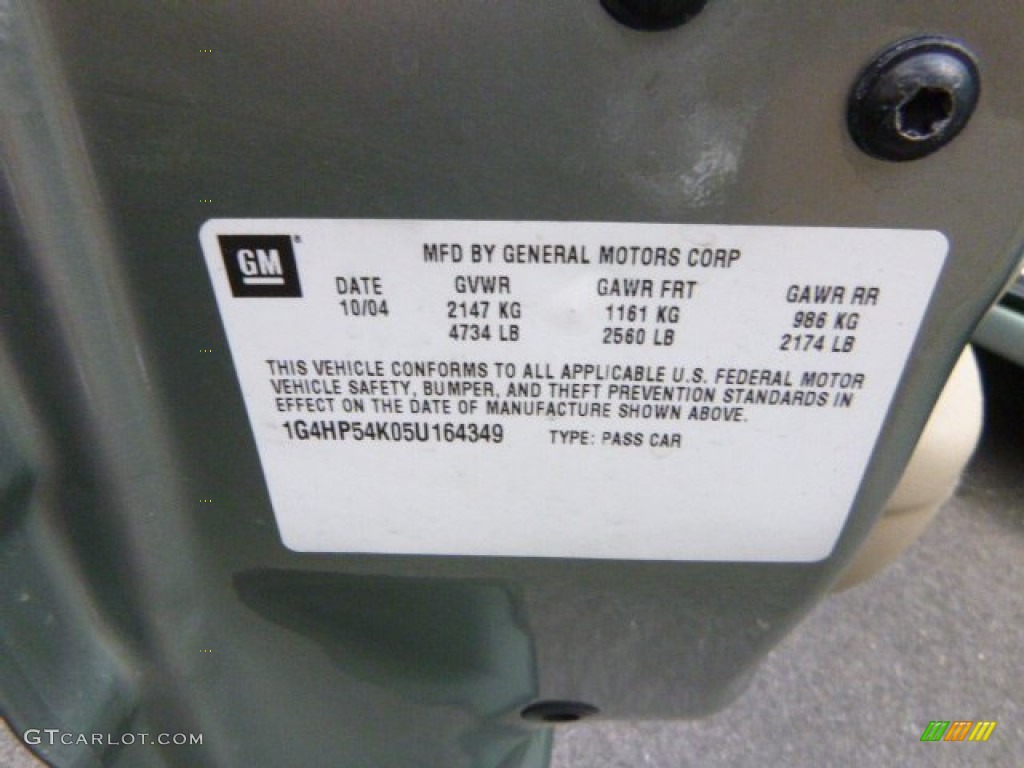 GM
MFD BY GENERAL MOTORS CORP
DATE GVWR GAWR FRT GAWR RR
10/04 2147 KG 1161 KG 986 KG
4734 LB 2560 LB 2174 LB
THIS VEHICLE CONFORMS TO ALL APPLICABLE U.S. FEDERAL MOTOR
VEHICLE SAFETY, BUMPER, AND THEFT PREVENTION STANDARDS IN
EFFECT ON THE DATE OF MANUFACTURE SHOWN ABOVE.
1G4HP54K05U164349 TYPE: PASS CAR
GTCARLOT.COM